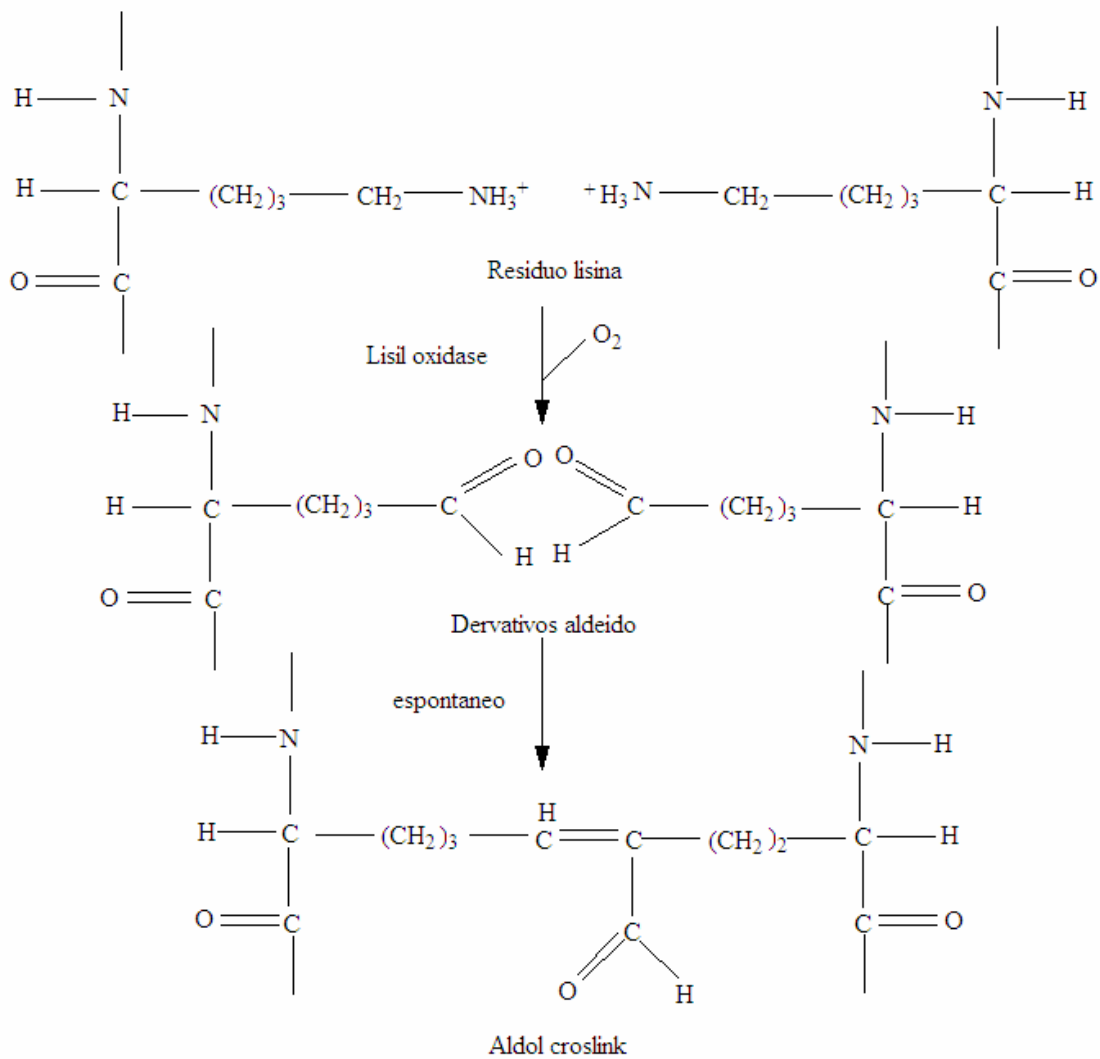 H N N H
H C (CH₂)₃ CH₂ NH₃⁺ ⁺H₃N CH₂ (CH₂)₃ C H
O C C O
Residuo lisina
Lisil oxidase O₂
H N N H
O O
H C (CH₂)₃ C C (CH₂)₃ C H
H H
O C C O
Dervativos aldeido
espontaneo
H N N H
H C (CH₂)₃ C H C (CH₂)₂ C H
O C C C O
O H
Aldol croslink